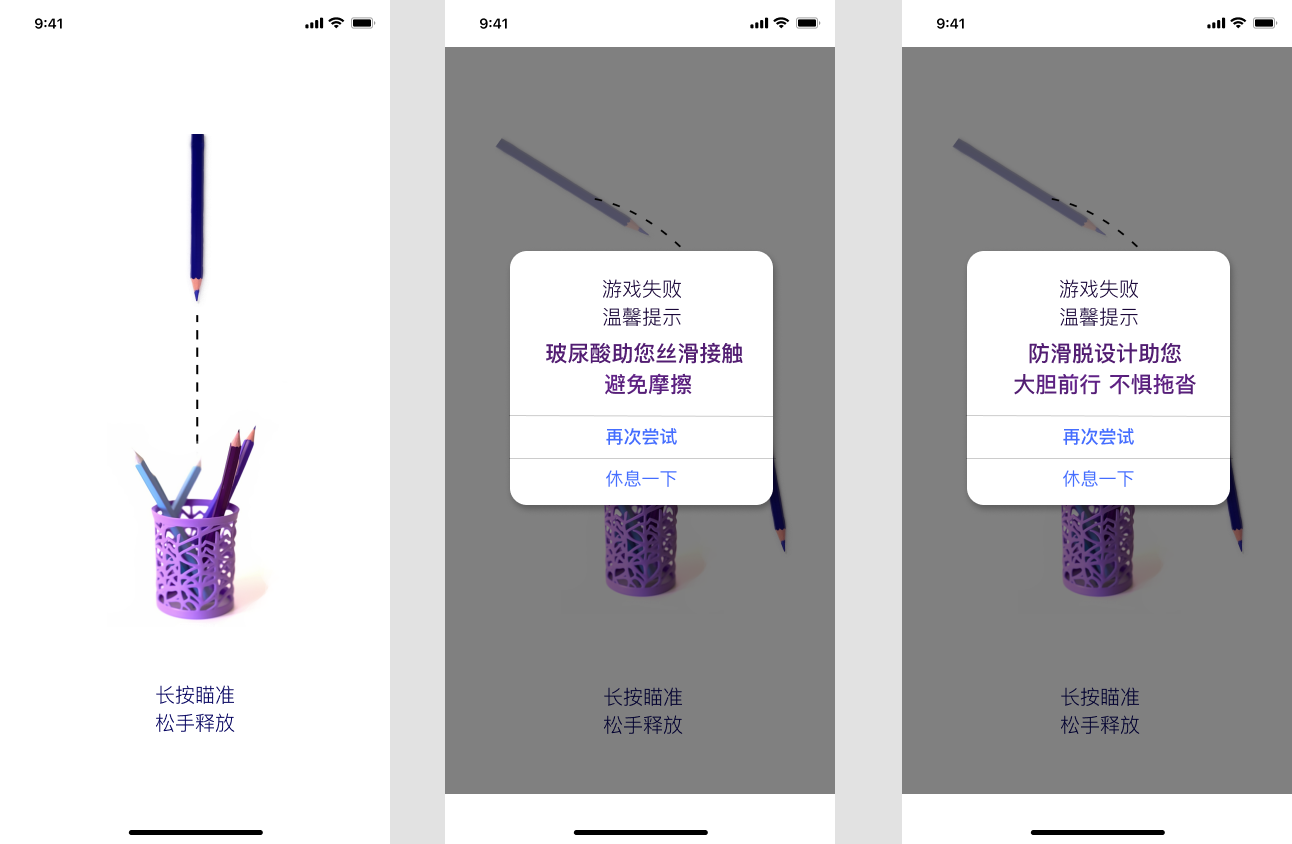 9:41
长按瞄准
松手释放
9:41
游戏失败
温馨提示
玻尿酸助您丝滑接触
避免摩擦
再次尝试
休息一下
长按瞄准
松手释放
9:41
游戏失败
温馨提示
防滑脱设计助您
大胆前行 不惧拖沓
再次尝试
休息一下
长按瞄准
松手释放